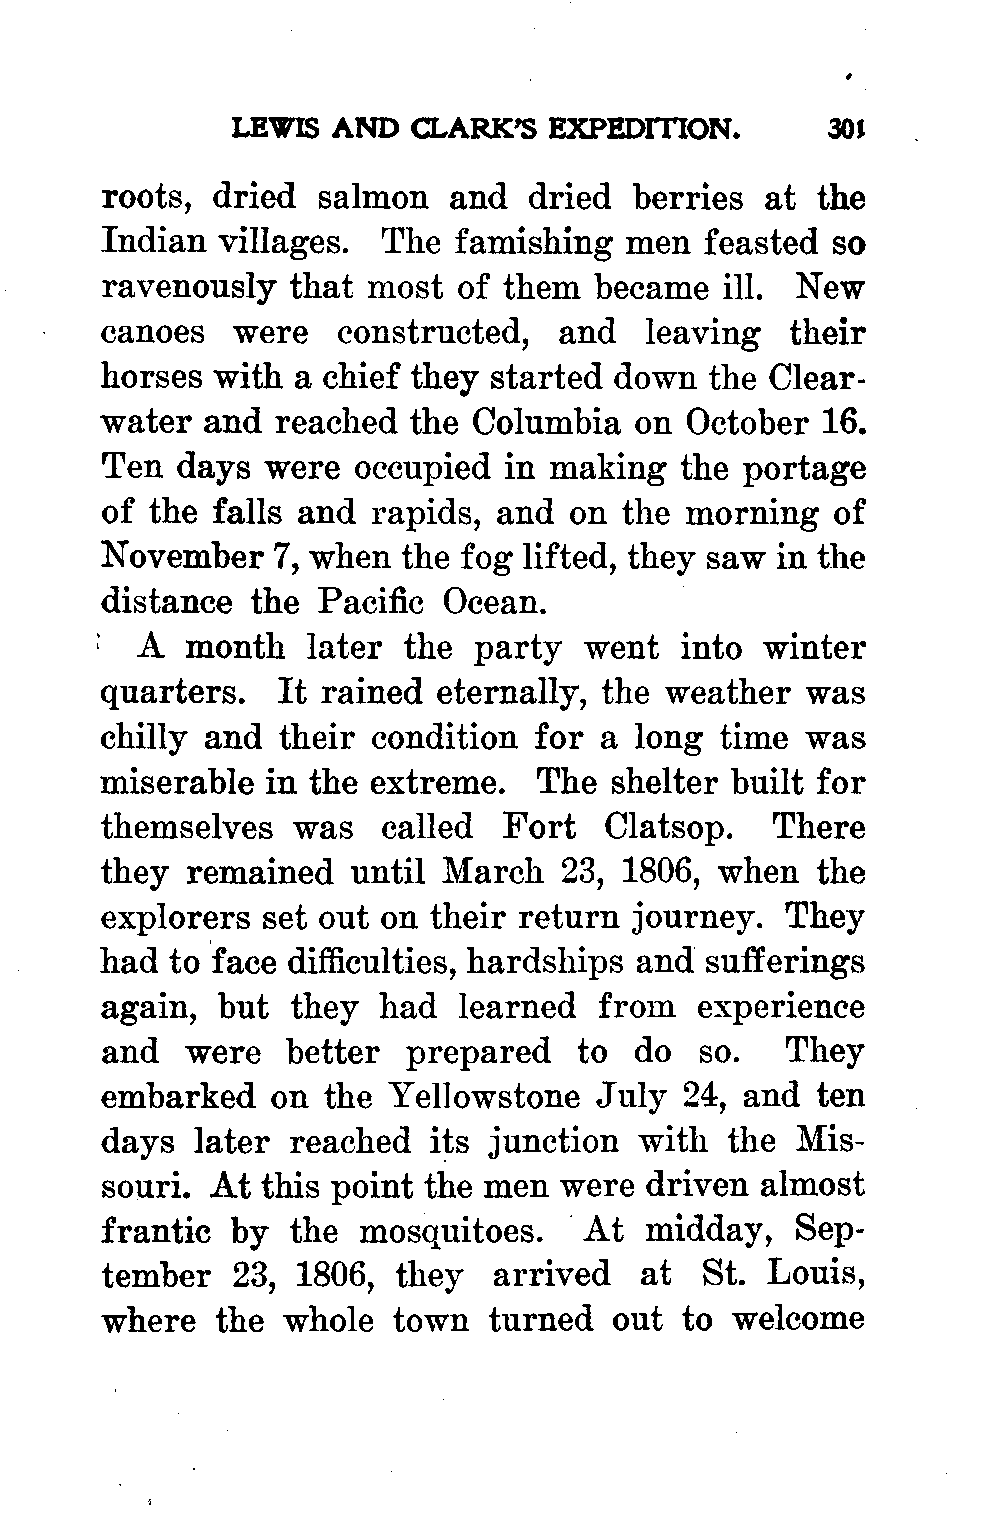 LEWIS AND CLARK'S EXPEDITION. 301
roots, dried salmon and dried berries at the
Indian villages. The famishing men feasted so
ravenously that most of them became ill. New
canoes were constructed, and leaving their
horses with a chief they started down the Clear-
water and reached the Columbia on October 16.
Ten days were occupied in making the portage
of the falls and rapids, and on the morning of
November 7, when the fog lifted, they saw in the
distance the Pacific Ocean.
A month later the party went into winter
quarters. It rained eternally, the weather was
chilly and their condition for a long time was
miserable in the extreme. The shelter built for
themselves was called Fort Clatsop. There
they remained until March 23, 1806, when the
explorers set out on their return journey. They
had to face difficulties, hardships and sufferings
again, but they had learned from experience
and were better prepared to do so. They
embarked on the Yellowstone July 24, and ten
days later reached its junction with the Mis-
souri. At this point the men were driven almost
frantic by the mosquitoes. At midday, Sep-
tember 23, 1806, they arrived at St. Louis,
where the whole town turned out to welcome